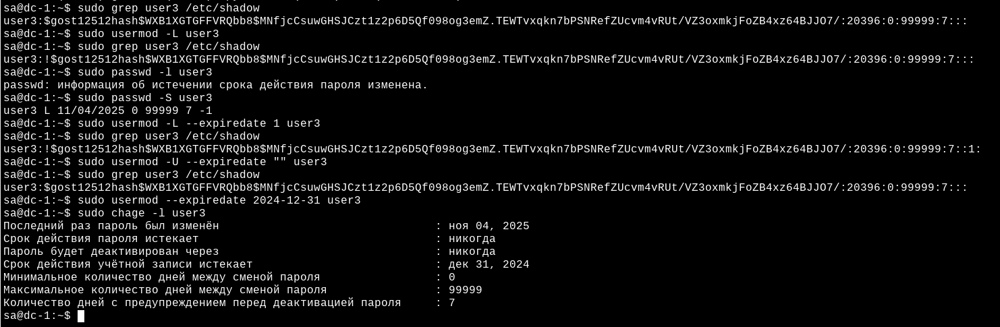 sa@dc-1:~$ sudo grep user3 /etc/shadow
user3:$gost12512hash$WXB1XGTGFFVRQbb8$MNfjcCsuwGHSJCzt1z2p6D5Qf098og3emZ.TEWTvxqkn7bPSNRefZUcvm4vRUt/VZ3oxmkjFoZB4xz64BJJO7/:20396:0:99999:7:::
sa@dc-1:~$ sudo usermod -L user3
sa@dc-1:~$ sudo grep user3 /etc/shadow
user3:!$gost12512hash$WXB1XGTGFFVRQbb8$MNfjcCsuwGHSJCzt1z2p6D5Qf098og3emZ.TEWTvxqkn7bPSNRefZUcvm4vRUt/VZ3oxmkjFoZB4xz64BJJO7/:20396:0:99999:7:::
sa@dc-1:~$ sudo passwd -l user3
passwd: информация об истечении срока действия пароля изменена.
sa@dc-1:~$ sudo passwd -S user3
user3 L 11/04/2025 0 99999 7 -1
sa@dc-1:~$ sudo usermod -L --expiredate 1 user3
sa@dc-1:~$ sudo grep user3 /etc/shadow
user3:!$gost12512hash$WXB1XGTGFFVRQbb8$MNfjcCsuwGHSJCzt1z2p6D5Qf098og3emZ.TEWTvxqkn7bPSNRefZUcvm4vRUt/VZ3oxmkjFoZB4xz64BJJO7/:20396:0:99999:7::1:
sa@dc-1:~$ sudo usermod -U --expiredate "" user3
sa@dc-1:~$ sudo grep user3 /etc/shadow
user3:$gost12512hash$WXB1XGTGFFVRQbb8$MNfjcCsuwGHSJCzt1z2p6D5Qf098og3emZ.TEWTvxqkn7bPSNRefZUcvm4vRUt/VZ3oxmkjFoZB4xz64BJJO7/:20396:0:99999:7:::
sa@dc-1:~$ sudo usermod --expiredate 2024-12-31 user3
sa@dc-1:~$ sudo chage -l user3
Последний раз пароль был изменён : ноя 04, 2025
Срок действия пароля истекает : никогда
Пароль будет деактивирован через : никогда
Срок действия учётной записи истекает : дек 31, 2024
Минимальное количество дней между сменой пароля : 0
Максимальное количество дней между сменой пароля : 99999
Количество дней с предупреждением перед деактивацией пароля : 7
sa@dc-1:~$